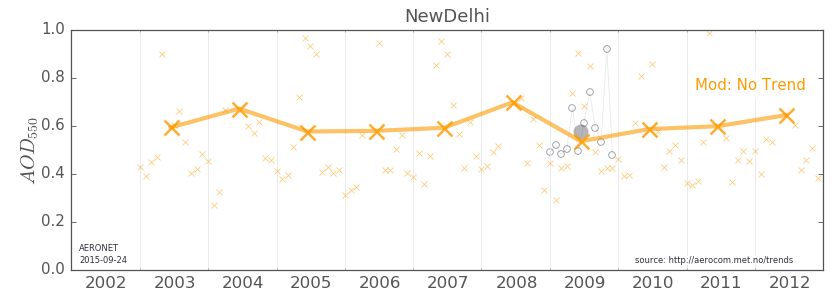 NewDelhi
1.0
0.8
Mod: No Trend
0.6
AOD550
0.4
0.2
AERONET
2015-09-24
source: http://aerocom.met.no/trends
0.0
2002 2003 2004 2005 2006 2007 2008 2009 2010 2011 2012